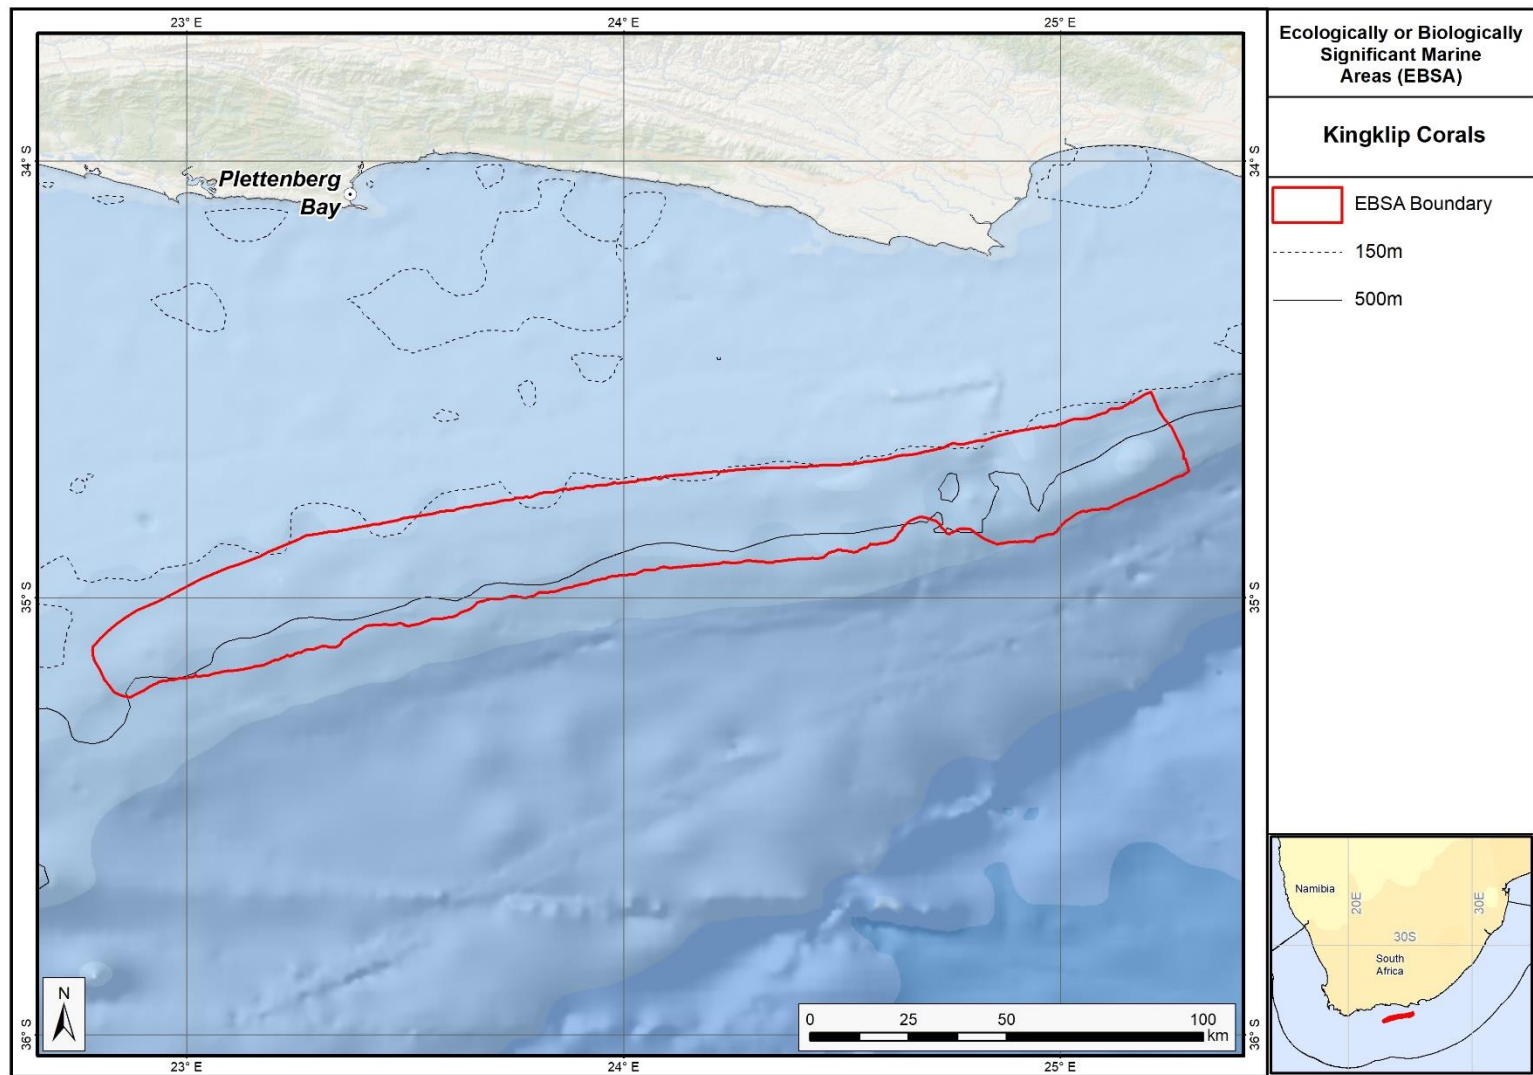 23° E
24° E
25° E
34° S
34° S
Plettenberg
Bay
35° S
35° S
36° S
36° S
N
0
25
50
100
km
23° E
24° E
25° E
Ecologically or Biologically
Significant Marine
Areas (EBSA)
Kingklip Corals
EBSA Boundary
150m
500m
Namibia
20E
30E
30S
South
Africa